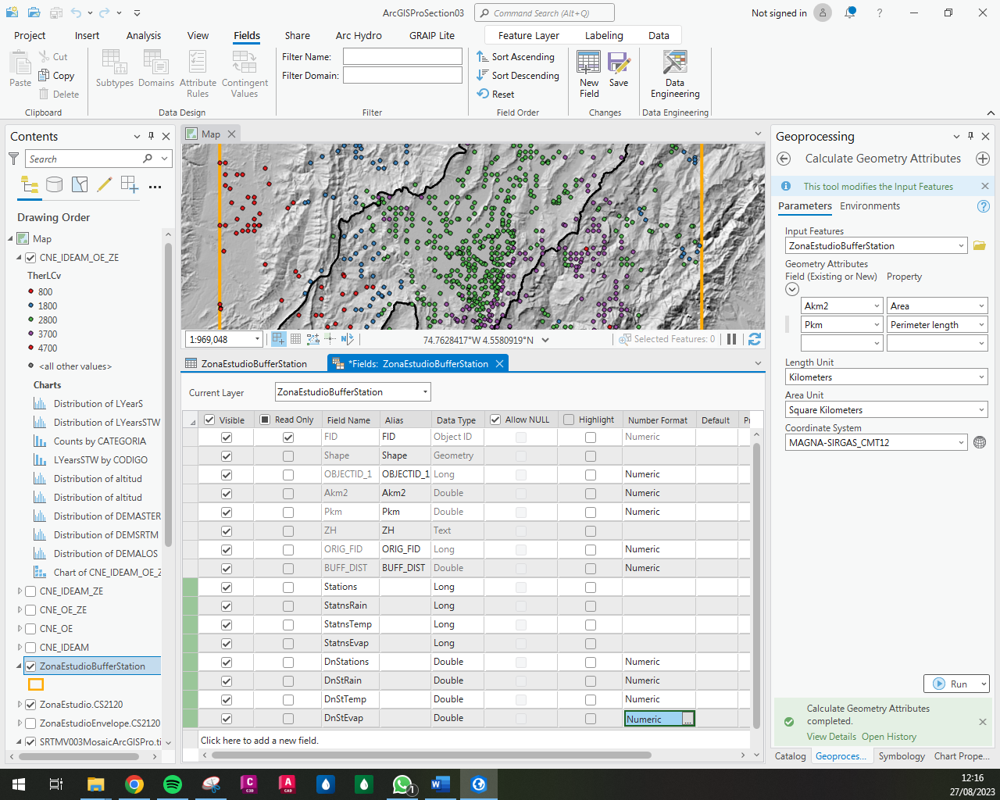 ArcGISProSection03
Command Search (Alt+Q)
Not signed in
?
Project
Insert
Analysis
View
Fields
Share
Arc Hydro
GRAIP Lite
Feature Layer
Labeling
Data
Paste
Cut
Copy
Delete
Clipboard
Subtypes
Domains
Attribute Rules
Contingent Values
Data Design
Filter Name:
Filter Domain:
Filter
Sort Ascending
Sort Descending
Reset
Field Order
New Field
Save
Changes
Data Engineering
Data Engineering
Contents
Search
Drawing Order
Map
CNE_IDEAM_OE_ZE
TherLCv
800
1800
2800
3700
4700
<all other values>
Charts
Distribution of LYearS
Distribution of LYearsSTW
Counts by CATEGORIA
LYearsSTW by CODIGO
Distribution of altitud
Distribution of altitud
Distribution of DEMASTER
Distribution of DEMSRTM
Distribution of DEMALOS
Chart of CNE_IDEAM_OE_Z
CNE_IDEAM_ZE
CNE_OE_ZE
CNE_OE
CNE_IDEAM
ZonaEstudioBufferStation
ZonaEstudio.CS2120
ZonaEstudioEnvelope.CS2120
SRTMV003MosaicArcGISPro.ti
Map
1:969,048
74.7628417°W 4.5580919°N
Selected Features: 0
ZonaEstudioBufferStation
*Fields: ZonaEstudioBufferStation
Current Layer
ZonaEstudioBufferStation
Visible Read Only Field Name Alias Data Type Allow NULL Highlight Number Format Default Pr
FID FID Object ID Numeric
Shape Shape Geometry
OBJECTID_1 OBJECTID_1 Long Numeric
Akm2 Akm2 Double Numeric
Pkm Pkm Double Numeric
ZH ZH Text
ORIG_FID ORIG_FID Long Numeric
BUFF_DIST BUFF_DIST Double Numeric
Stations Long
StatnsRain Long
StatnsTemp Long
StatnsEvap Long
DnStations Double Numeric
DnStRain Double Numeric
DnStTemp Double Numeric
DnStEvap Double Numeric ...
Click here to add a new field.
Geoprocessing
Calculate Geometry Attributes
This tool modifies the Input Features
Parameters
Environments
?
Input Features
ZonaEstudioBufferStation
Geometry Attributes
Field (Existing or New) Property
Akm2 Area
Pkm Perimeter length
Length Unit
Kilometers
Area Unit
Square Kilometers
Coordinate System
MAGNA-SIRGAS_CMT12
Run
Calculate Geometry Attributes
completed.
View Details Open History
Catalog
Geoproces...
Symbology
Chart Prope...
C3D
CAD
1
12:16
27/08/2023